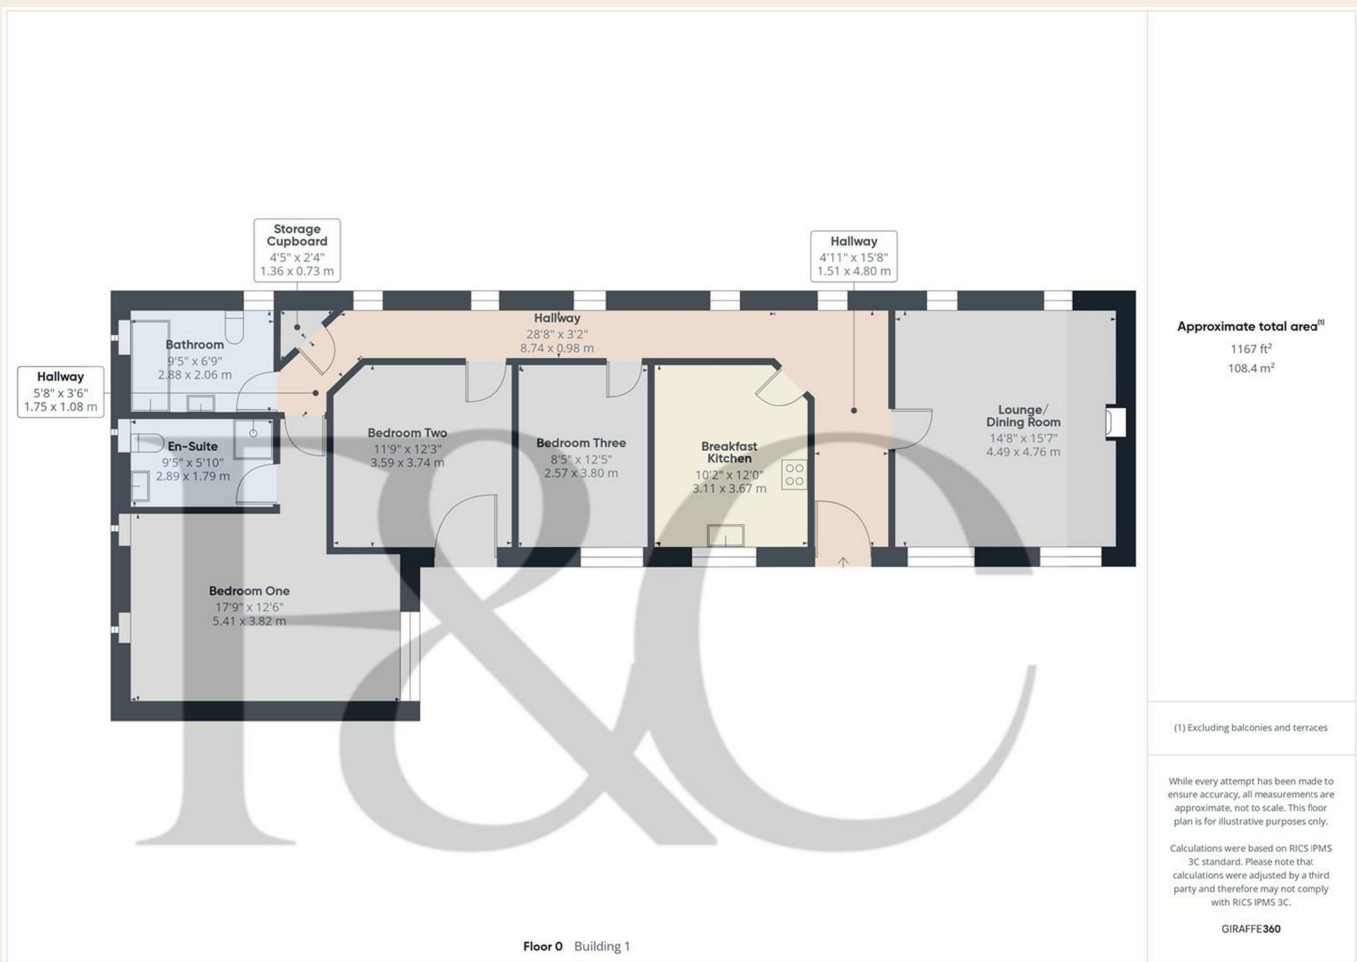 Storage
Cupboard
4'5" x 2'4"
1.36 x 0.73 m
Hallway
4'11" x 15'8"
1.51 x 4.80 m
Hallway
28'8" x 3'2"
8.74 x 0.98 m
Bathroom
9'5" x 6'9"
2.88 x 2.06 m
Hallway
5'8" x 3'6"
1.75 x 1.08 m
En-Suite
9'5" x 5'10"
2.89 x 1.79 m
Bedroom Two
11'9" x 12'3"
3.59 x 3.74 m
Bedroom Three
8'5" x 12'5"
2.57 x 3.80 m
Breakfast
Kitchen
10'2" x 12'0"
3.11 x 3.67 m
Lounge/
Dining Room
14'8" x 15'7"
4.49 x 4.76 m
Bedroom One
17'9" x 12'6"
5.41 x 3.82 m
F&C
Floor 0 Building 1
Approximate total area(1)
1167 ft²
108.4 m²
(1) Excluding balconies and terraces
While every attempt has been made to
ensure accuracy, all measurements are
approximate, not to scale. This floor
plan is for illustrative purposes only.
Calculations were based on RICS IPMS
3C standard. Please note that
calculations were adjusted by a third
party and therefore may not comply
with RICS IPMS 3C.
GIRAFFE360